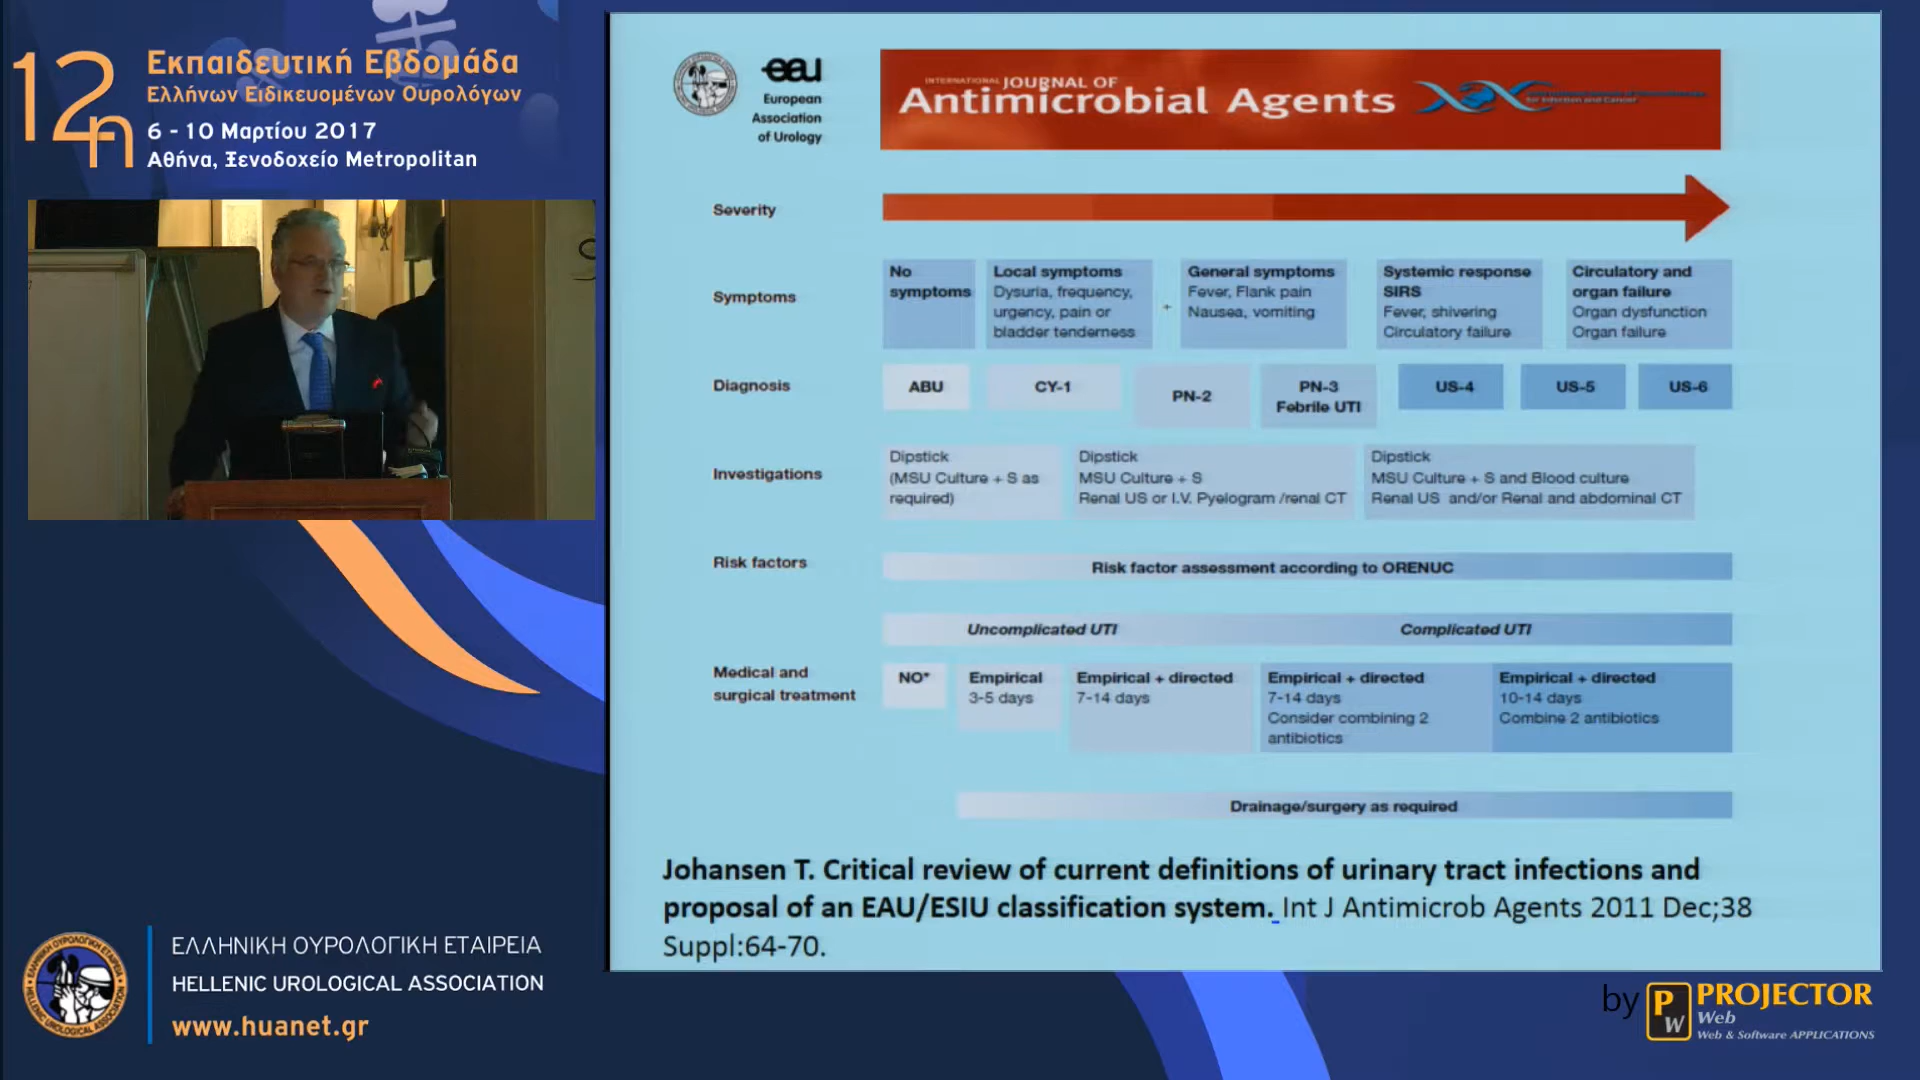 12η
Εκπαιδευτική Εβδομάδα
Ελλήνων Ειδικευομένων Ουρολόγων
6 - 10 Μαρτίου 2017
Αθήνα, Ξενοδοχείο Metropolitan
eau
European
Association
of Urology
INTERNATIONAL JOURNAL OF
Antimicrobial Agents
for Infection and Cancer
Severity
Symptoms
No
symptoms
Local symptoms
Dysuria, frequency,
urgency, pain or
bladder tenderness
+
General symptoms
Fever, Flank pain
Nausea, vomiting
Systemic response
SIRS
Fever, shivering
Circulatory failure
Circulatory and
organ failure
Organ dysfunction
Organ failure
Diagnosis
ABU
CY-1
PN-2
PN-3
Febrile UTI
US-4
US-5
US-6
Investigations
Dipstick
(MSU Culture + S as
required)
Dipstick
MSU Culture + S
Renal US or I.V. Pyelogram /renal CT
Dipstick
MSU Culture + S and Blood culture
Renal US and/or Renal and abdominal CT
Risk factors
Risk factor assessment according to ORENUC
Uncomplicated UTI
Complicated UTI
Medical and
surgical treatment
NO*
Empirical
3-5 days
Empirical + directed
7-14 days
Empirical + directed
7-14 days
Consider combining 2
antibiotics
Empirical + directed
10-14 days
Combine 2 antibiotics
Drainage/surgery as required
Johansen T. Critical review of current definitions of urinary tract infections and
proposal of an EAU/ESIU classification system. Int J Antimicrob Agents 2011 Dec;38
Suppl:64-70.
ΕΛΛΗΝΙΚΗ ΟΥΡΟΛΟΓΙΚΗ ΕΤΑΙΡΕΙΑ
HELLENIC UROLOGICAL ASSOCIATION
www.huanet.gr
by PW PROJECTOR
Web
Web & Software APPLICATIONS